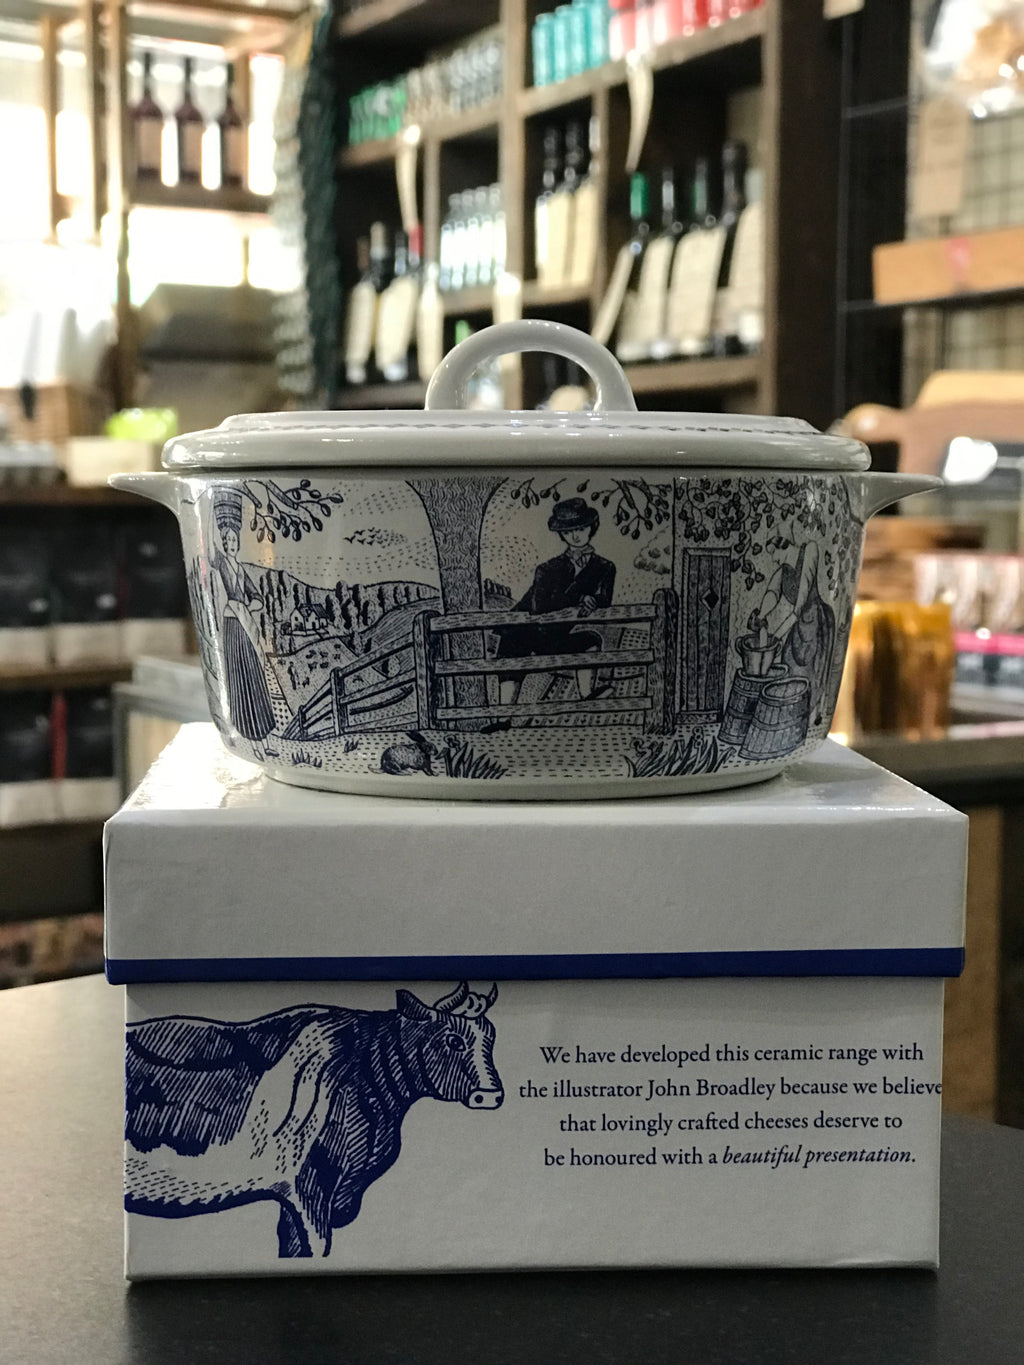 We have developed this ceramic range with
the illustrator John Broadley because we believe
that lovingly crafted cheeses deserve to
be honoured with a beautiful presentation.